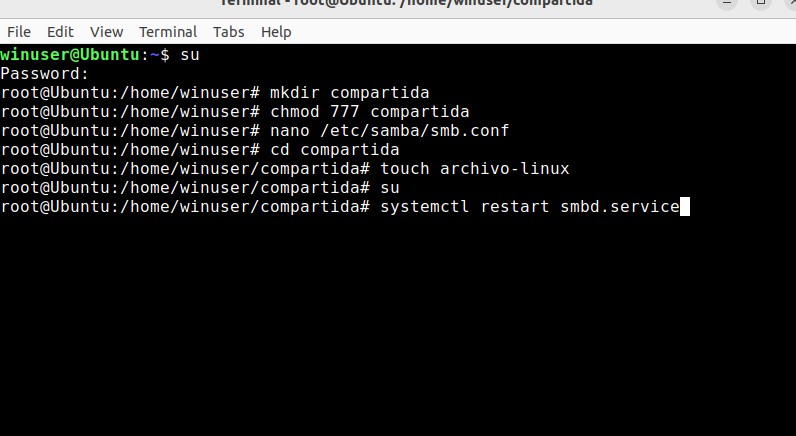 Terminal - root@Ubuntu: /home/winuser/compartida
File Edit View Terminal Tabs Help
winuser@Ubuntu:~$ su
Password:
root@Ubuntu:/home/winuser# mkdir compartida
root@Ubuntu:/home/winuser# chmod 777 compartida
root@Ubuntu:/home/winuser# nano /etc/samba/smb.conf
root@Ubuntu:/home/winuser# cd compartida
root@Ubuntu:/home/winuser/compartida# touch archivo-linux
root@Ubuntu:/home/winuser/compartida# su
root@Ubuntu:/home/winuser/compartida# systemctl restart smbd.service